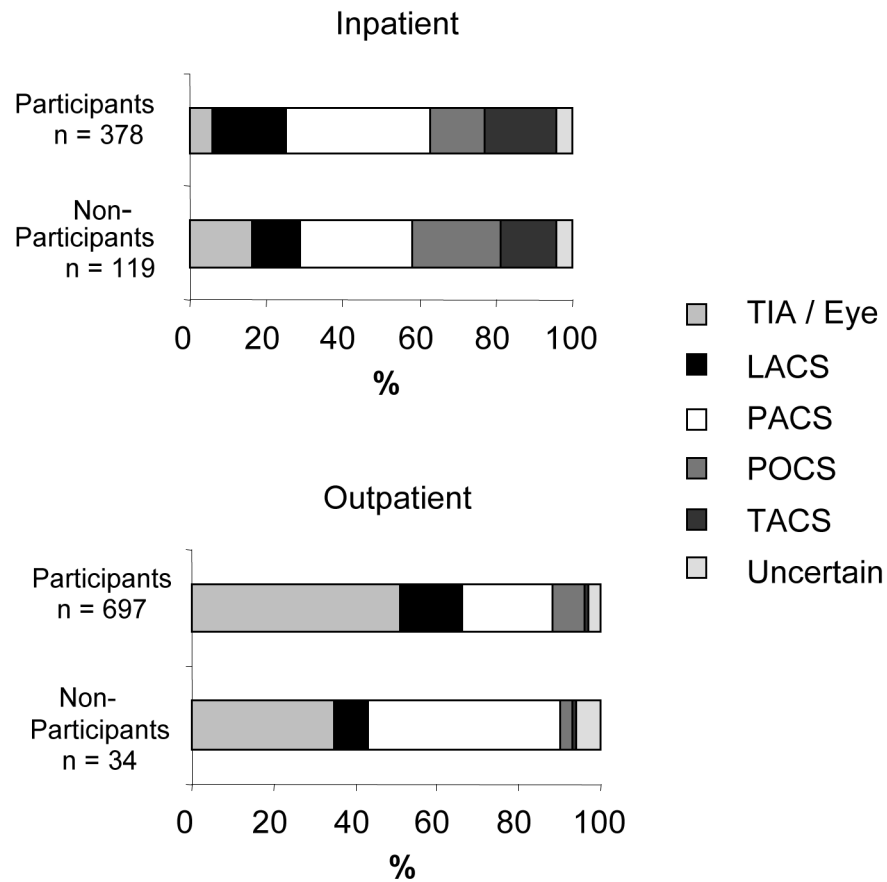 Inpatient
Participants
n = 378
Non-
Participants
n = 119
0 20 40 60 80 100
%
TIA / Eye
LACS
PACS
POCS
TACS
Uncertain
Outpatient
Participants
n = 697
Non-
Participants
n = 34
0 20 40 60 80 100
%